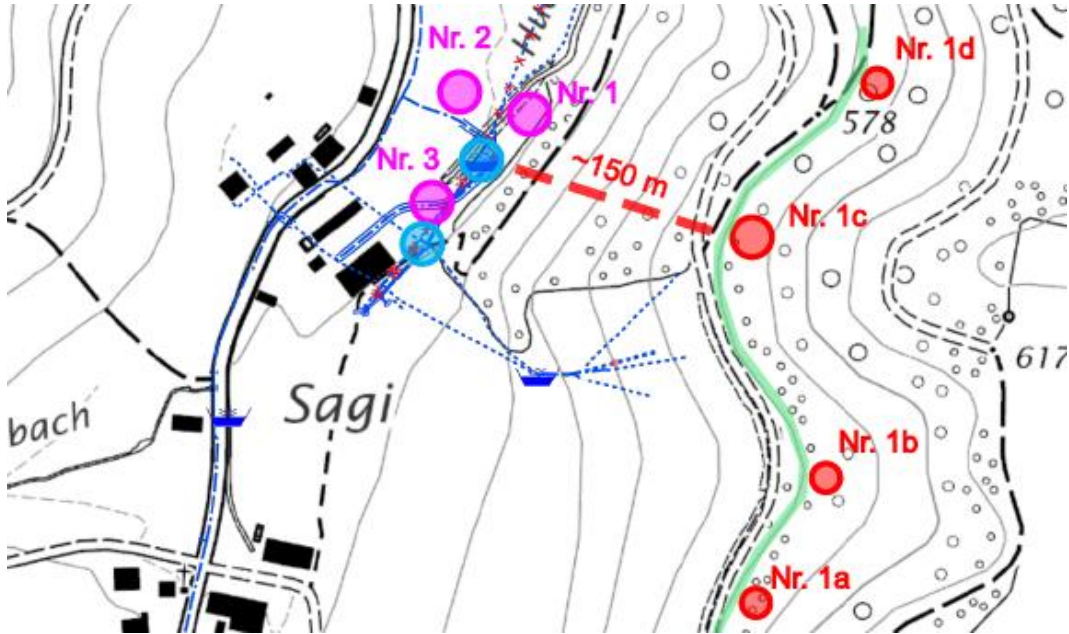 Nr. 2
Nr. 1
Nr. 1d
578
Nr. 3
~150 m
Nr. 1c
1
617
Sagi
bach
Nr. 1b
Nr. 1a